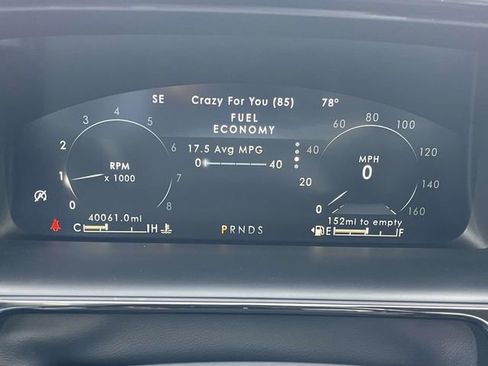 SE Crazy For You (85) 78°
FUEL
ECONOMY
17.5 Avg MPG
0 40
0 1 2 3 4 5 6 7 8
RPM
x 1000
0 20 40 60 80 100 120 140 160
MPH
0
40061.0mi
C H
PRNDS
152mi to empty
E F